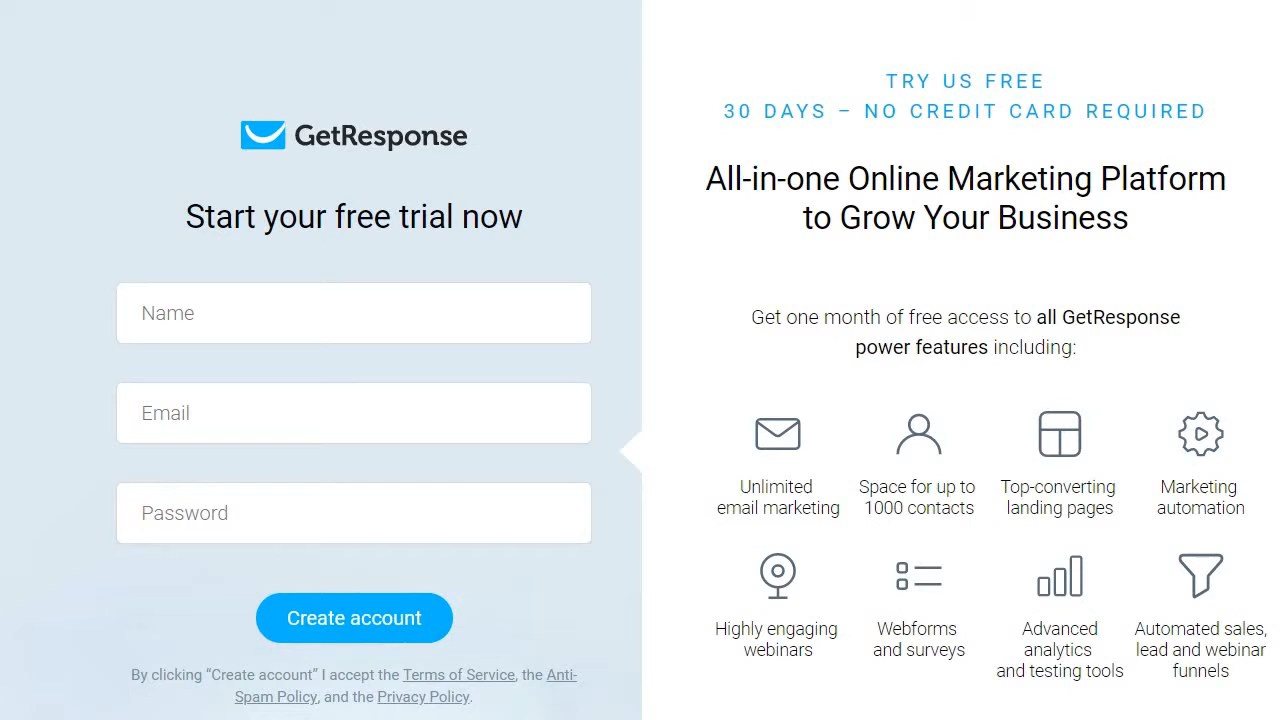 GetResponse
Start your free trial now
Name
Email
Password
Create account
By clicking “Create account” I accept the Terms of Service, the Anti-
Spam Policy, and the Privacy Policy.
TRY US FREE
30 DAYS – NO CREDIT CARD REQUIRED
All-in-one Online Marketing Platform
to Grow Your Business
Get one month of free access to all GetResponse
power features including:
Unlimited
email marketing
Space for up to
1000 contacts
Top-converting
landing pages
Marketing
automation
Highly engaging
webinars
Webforms
and surveys
Advanced
analytics
and testing tools
Automated sales,
lead and webinar
funnels